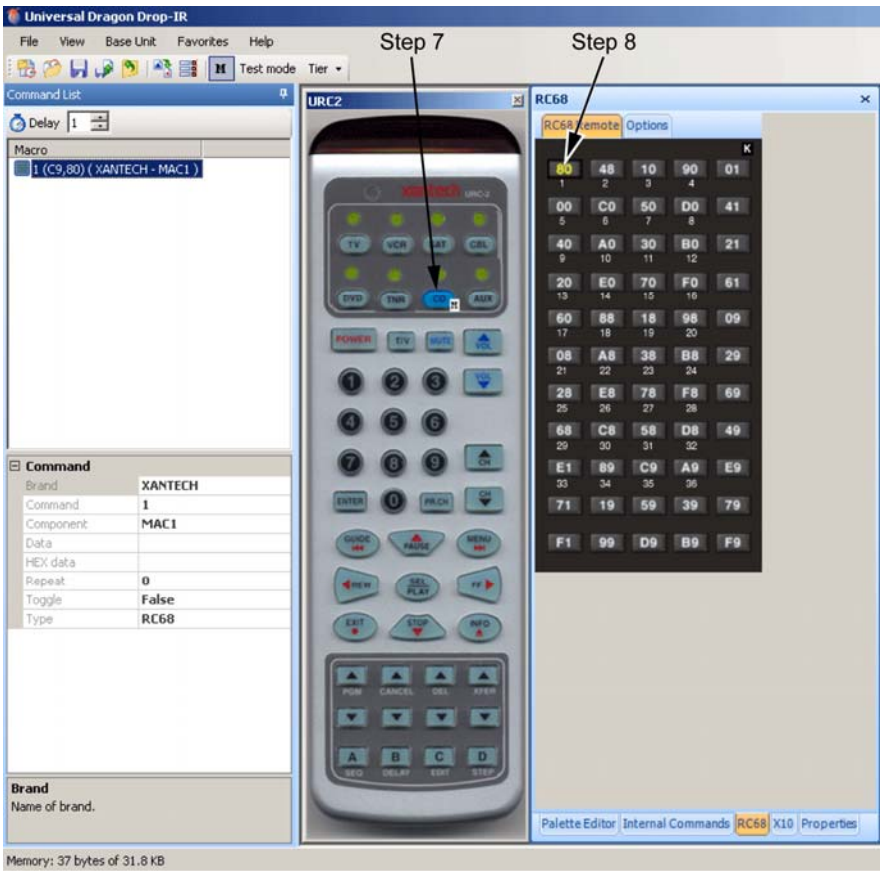 Universal Dragon Drop-IR
File View Base Unit Favorites Help
Step 7
Step 8
M Test mode Tier
Command List
Delay 1
Macro
1 (C9,80) ( XANTECH - MAC1 )
Command
Brand XANTECH
Command 1
Component MAC1
Data
HEX data
Repeat 0
Toggle False
Type RC68
Brand
Name of brand.
Memory: 37 bytes of 31.8 KB
URC2
xantech URC-2
TV VCR SAT CBL
DVD TNR CD M AUX
POWER T/V MUTE VOL
1 2 3 VOL
4 5 6
7 8 9 CH
ENTER 0 PR.CH CH
GUIDE PAUSE MENU
REW SEL PLAY FF
EXIT STOP INFO
PGM CANCEL DEL XFER
A B C D
SEQ DELAY EDIT STEP
RC68
RC68 Remote Options
K
80 48 10 90 01
1 2 3 4
00 C0 50 D0 41
5 6 7 8
40 A0 30 B0 21
9 10 11 12
20 E0 70 F0 61
13 14 15 16
60 88 18 98 09
17 18 19 20
08 A8 38 B8 29
21 22 23 24
28 E8 78 F8 69
25 26 27 28
68 C8 58 D8 49
29 30 31 32
E1 89 C9 A9 E9
33 34 35 36
71 19 59 39 79
F1 99 D9 B9 F9
Palette Editor Internal Commands RC68 X10 Properties